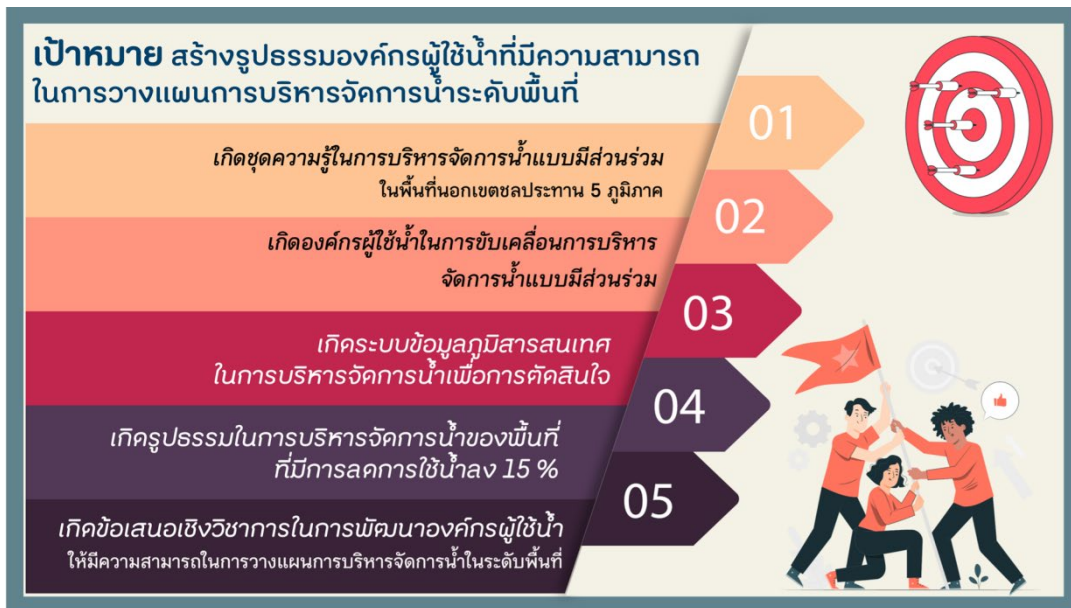 เป้าหมาย สร้างรูปธรรมองค์กรผู้ใช้น้ำที่มีความสามารถ
ในการวางแผนการบริหารจัดการน้ำระดับพื้นที่
01
เกิดชุดความรู้ในการบริหารจัดการน้ำแบบมีส่วนร่วม
ในพื้นที่นอกเขตชลประทาน 5 ภูมิภาค
02
เกิดองค์กรผู้ใช้น้ำในการขับเคลื่อนการบริหาร
จัดการน้ำแบบมีส่วนร่วม
03
เกิดระบบข้อมูลภูมิสารสนเทศ
ในการบริหารจัดการน้ำเพื่อการตัดสินใจ
04
เกิดรูปธรรมในการบริหารจัดการน้ำของพื้นที่
ที่มีการลดการใช้น้ำลง 15 %
05
เกิดข้อเสนอเชิงวิชาการในการพัฒนาองค์กรผู้ใช้น้ำ
ให้มีความสามารถในการวางแผนการบริหารจัดการน้ำในระดับพื้นที่